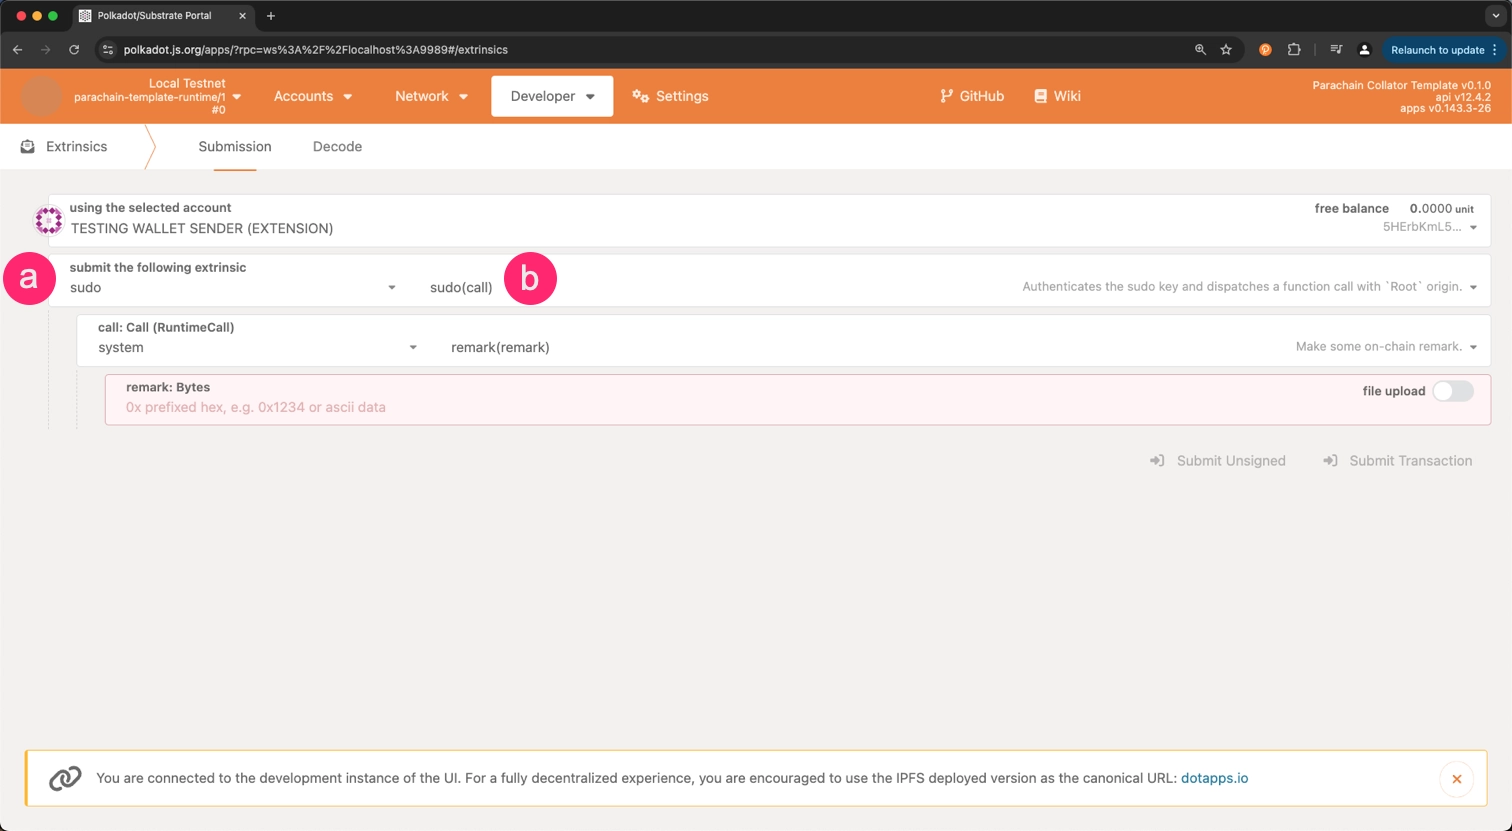 Polkadot/Substrate Portal
polkadot.js.org/apps/?rpc=ws%3A%2F%2Flocalhost%3A9989#/extrinsics
Relaunch to update
Local Testnet
parachain-template-runtime/1
#0
Accounts
Network
Developer
Settings
GitHub
Wiki
Parachain Collator Template v0.1.0
api v12.4.2
apps v0.143.3-26
Extrinsics
Submission
Decode
using the selected account
TESTING WALLET SENDER (EXTENSION)
free balance 0.0000 unit
5HErbKmL5...
a
submit the following extrinsic
sudo
sudo(call)
b
Authenticates the sudo key and dispatches a function call with `Root` origin.
call: Call (RuntimeCall)
system
remark(remark)
Make some on-chain remark.
remark: Bytes
0x prefixed hex, e.g. 0x1234 or ascii data
file upload
Submit Unsigned
Submit Transaction
You are connected to the development instance of the UI. For a fully decentralized experience, you are encouraged to use the IPFS deployed version as the canonical URL: dotapps.io